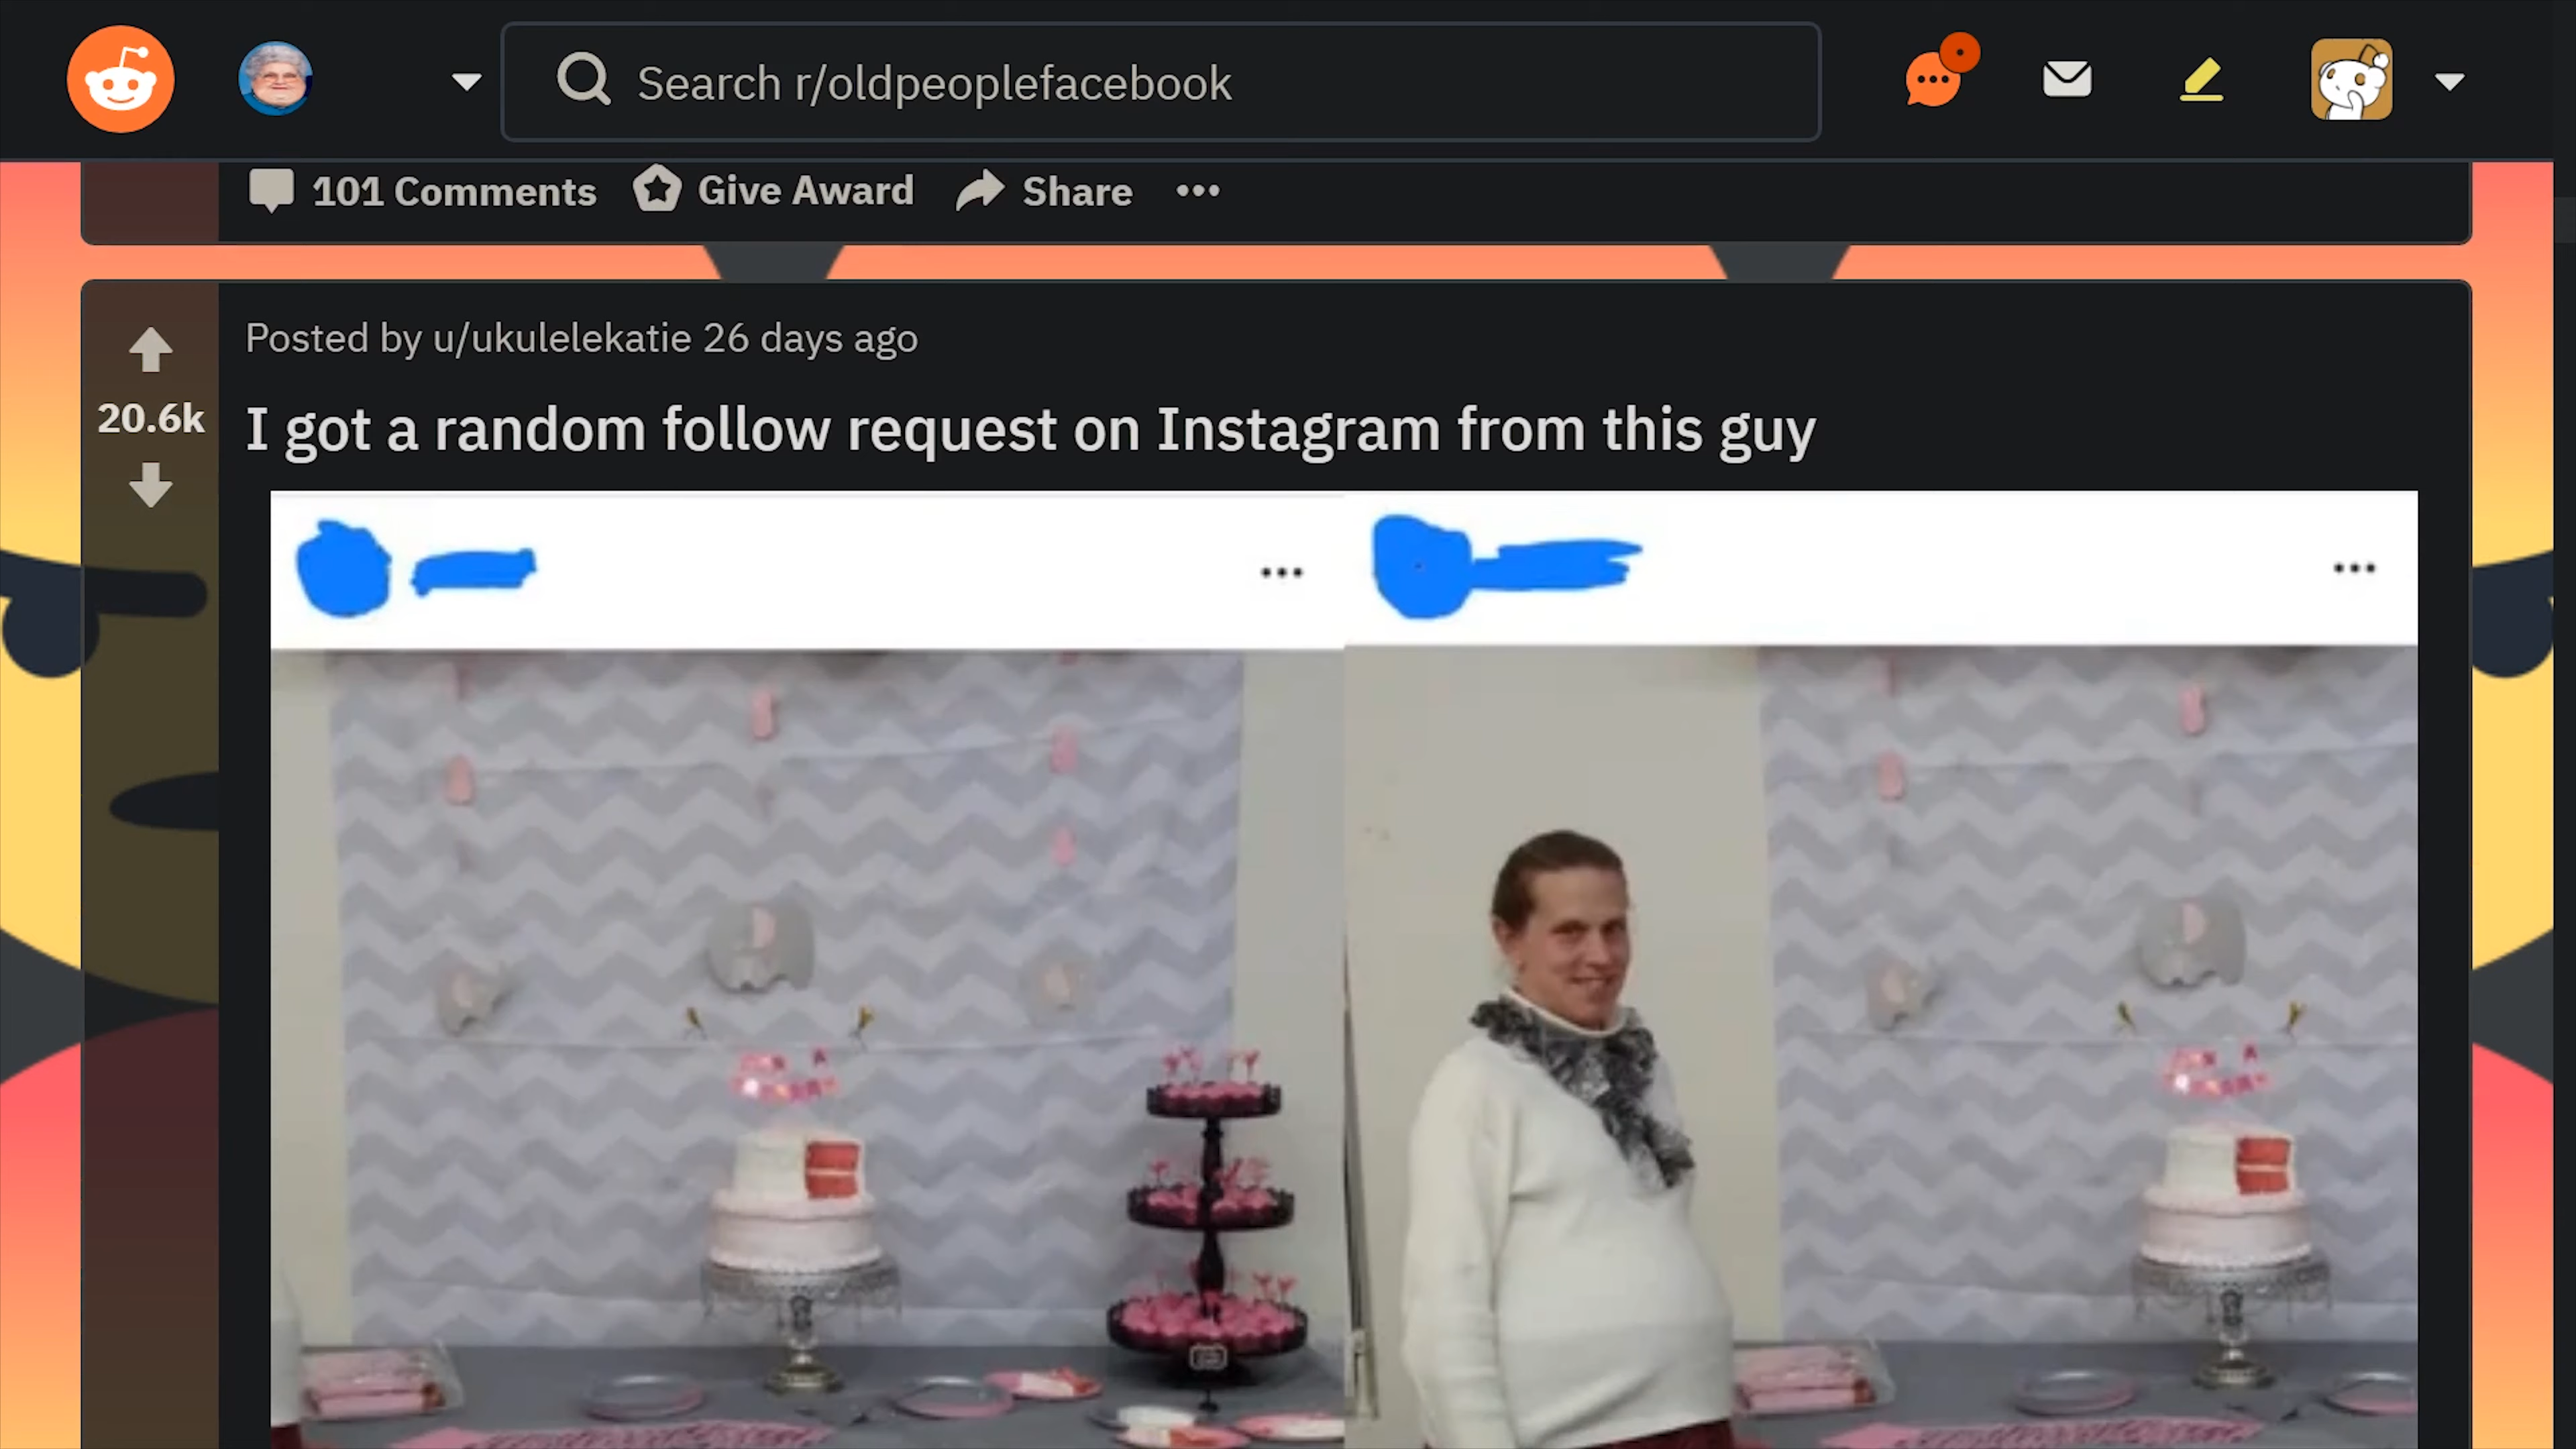 Search r/oldpeoplefacebook
101 Comments Give Award Share
Posted by u/ukulelekatie 26 days ago
20.6k
I got a random follow request on Instagram from this guy